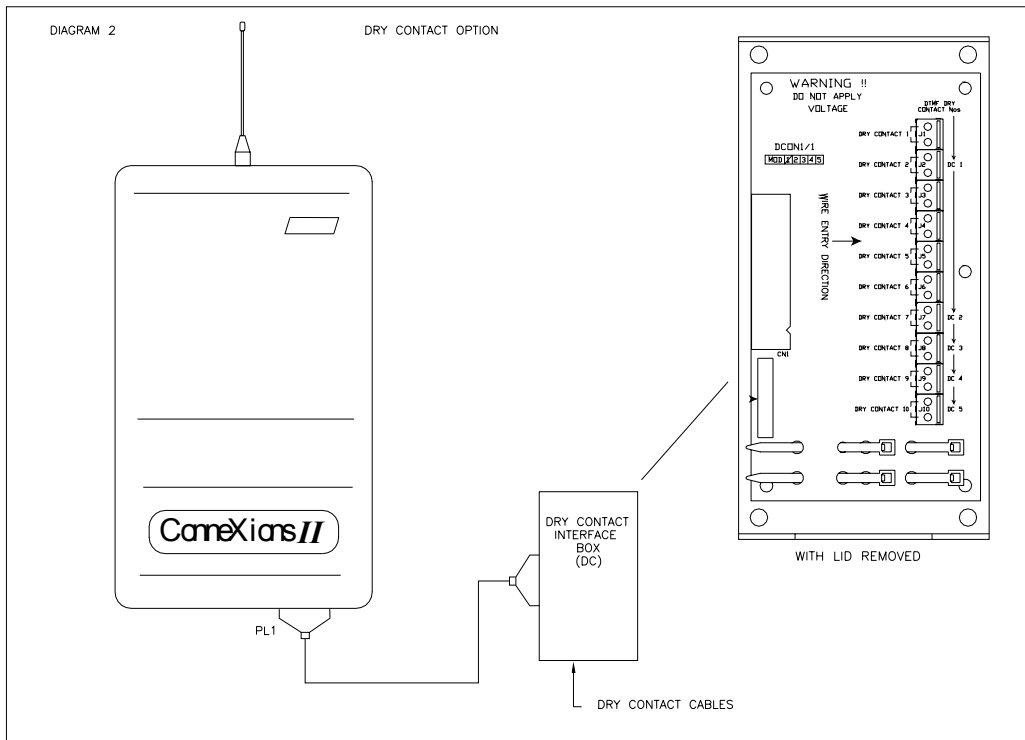 DIAGRAM 2
DRY CONTACT OPTION
WARNING !!
DO NOT APPLY
VOLTAGE
DTMF DRY
CONTACT Nos
DCON1/1
MOD 1 2 3 4 5
DRY CONTACT 1 J1
DRY CONTACT 2 J2 DC 1
DRY CONTACT 3 J3
DRY CONTACT 4 J4
DRY CONTACT 5 J5
DRY CONTACT 6 J6
DRY CONTACT 7 J7 DC 2
DRY CONTACT 8 J8 DC 3
DRY CONTACT 9 J9 DC 4
DRY CONTACT 10 J10 DC 5
WIRE ENTRY DIRECTION
CN1
WITH LID REMOVED
ConneXions II
PL1
DRY CONTACT
INTERFACE
BOX
(DC)
DRY CONTACT CABLES